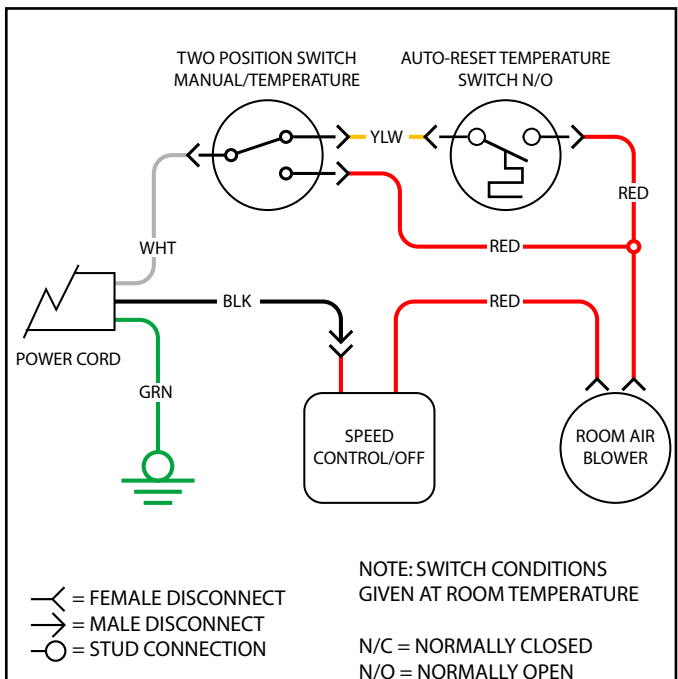 TWO POSITION SWITCH
MANUAL/TEMPERATURE
AUTO-RESET TEMPERATURE
SWITCH N/O
YLW
RED
WHT
RED
BLK
RED
POWER CORD
GRN
SPEED
CONTROL/OFF
ROOM AIR
BLOWER
= FEMALE DISCONNECT
= MALE DISCONNECT
= STUD CONNECTION
NOTE: SWITCH CONDITIONS
GIVEN AT ROOM TEMPERATURE
N/C = NORMALLY CLOSED
N/O = NORMALLY OPEN